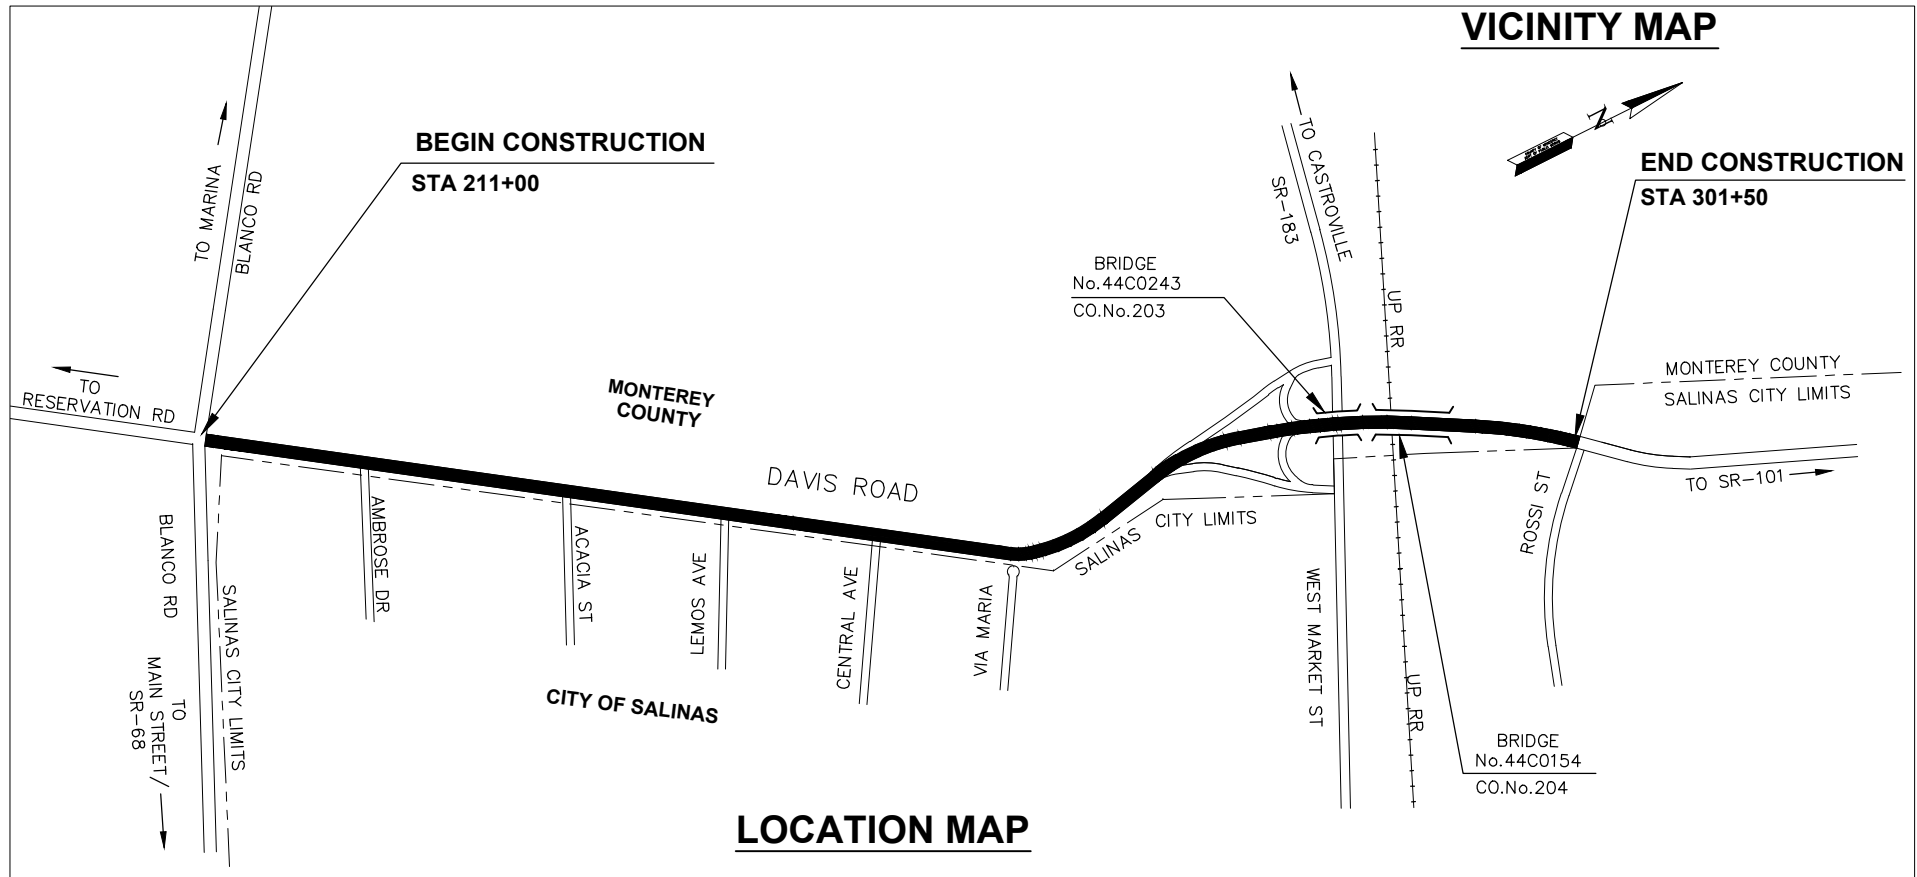 VICINITY MAP
N
BEGIN CONSTRUCTION
STA 211+00
END CONSTRUCTION
STA 301+50
TO MARINA
BLANCO RD
TO CASTROVILLE
SR-183
BRIDGE
No.44C0243
CO.No.203
UP RR
TO
RESERVATION RD
MONTEREY
COUNTY
MONTEREY COUNTY
SALINAS CITY LIMITS
DAVIS ROAD
TO SR-101
ROSSI ST
SALINAS
CITY LIMITS
BLANCO RD
SALINAS CITY LIMITS
AMBROSE DR
ACACIA ST
LEMOS AVE
CENTRAL AVE
VIA MARIA
WEST MARKET ST
UP RR
TO
MAIN STREET/
SR-68
CITY OF SALINAS
BRIDGE
No.44C0154
CO.No.204
LOCATION MAP